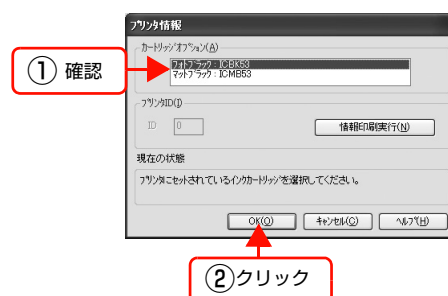 プリンタ情報
カートリッジオプション(A)
フォトブラック : ICBK53
マットブラック : ICMB53
① 確認
プリンタID(I)
ID 0 情報印刷実行(N)
現在の状態
プリンタにセットされているインクカートリッジを選択してください。
OK(O) キャンセル(C) ヘルプ(H)
②クリック